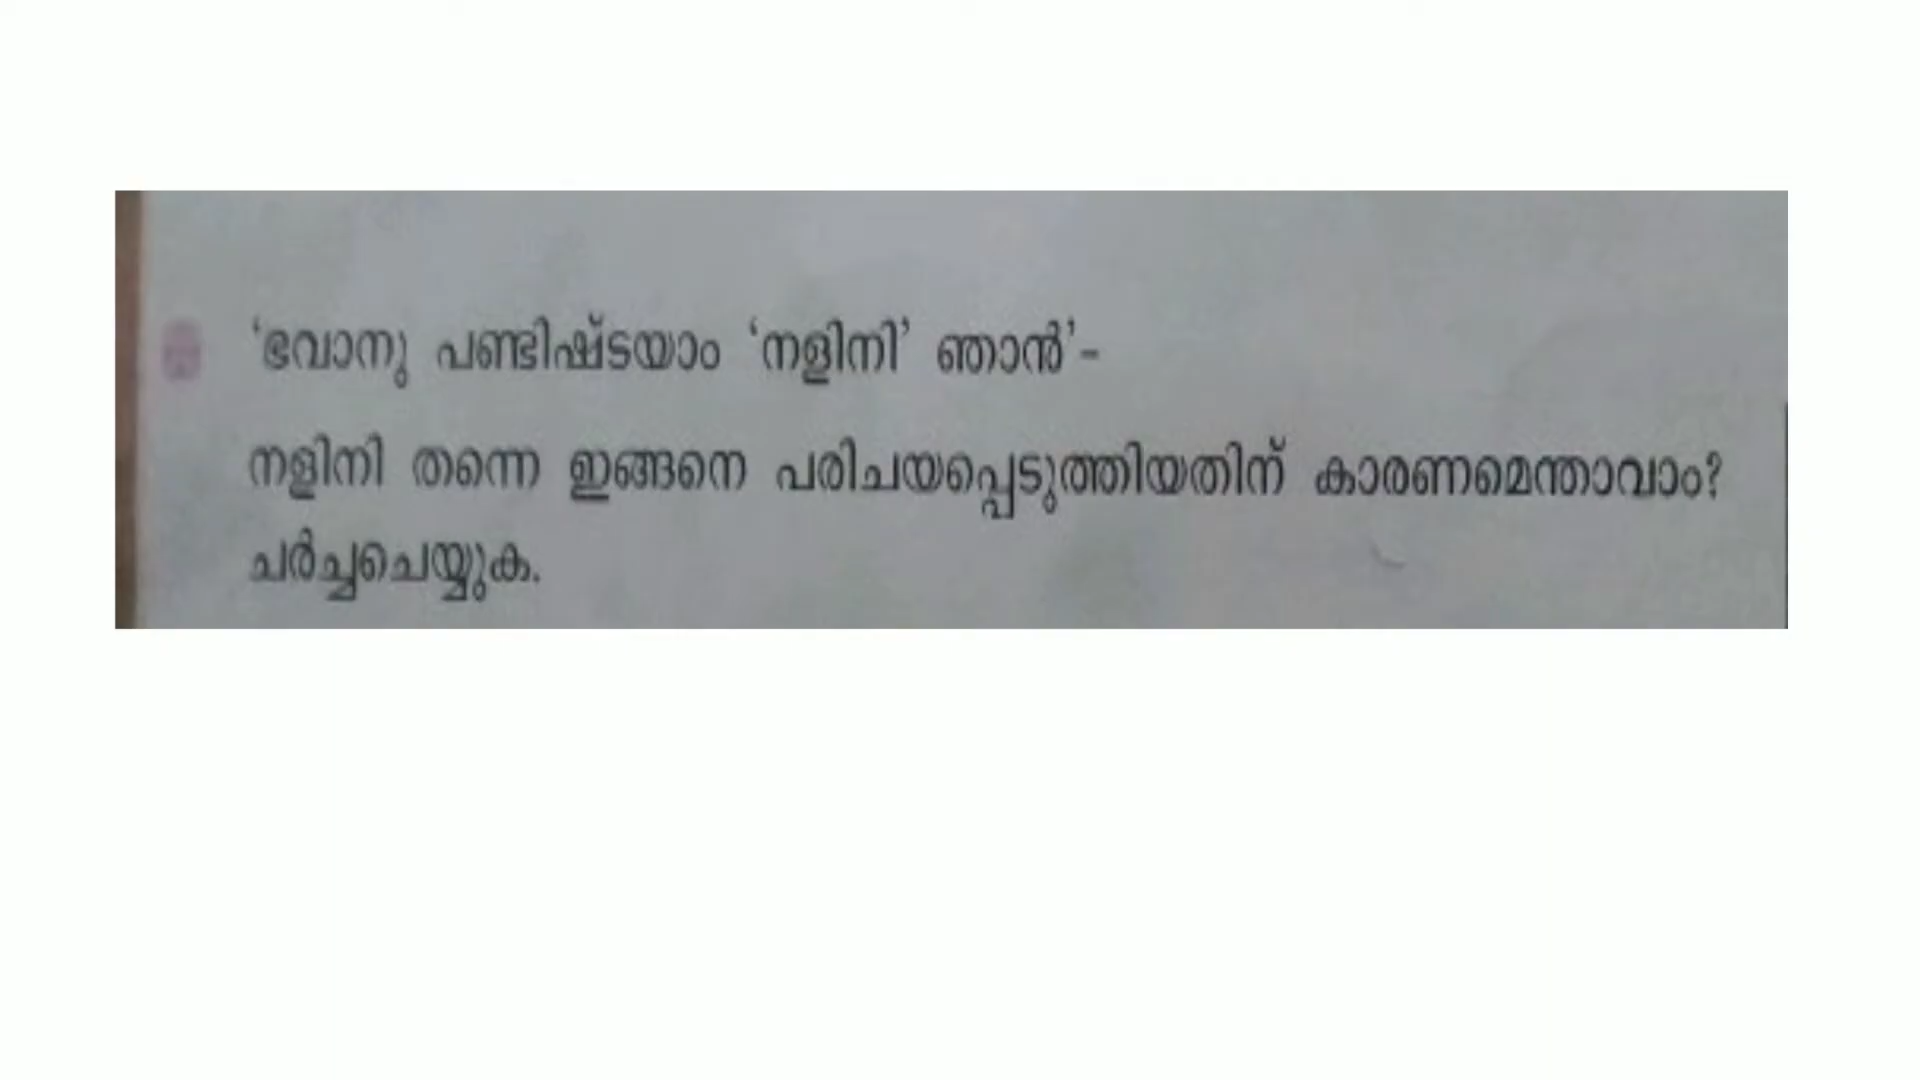 ‘ഭവാനു പണ്ടിഷ്ടയാം ‘നളിനി’ ഞാൻ’-
നളിനി തന്നെ ഇങ്ങനെ പരിചയപ്പെടുത്തിയതിന് കാരണമെന്താവാം?
ചർച്ചചെയ്യുക.